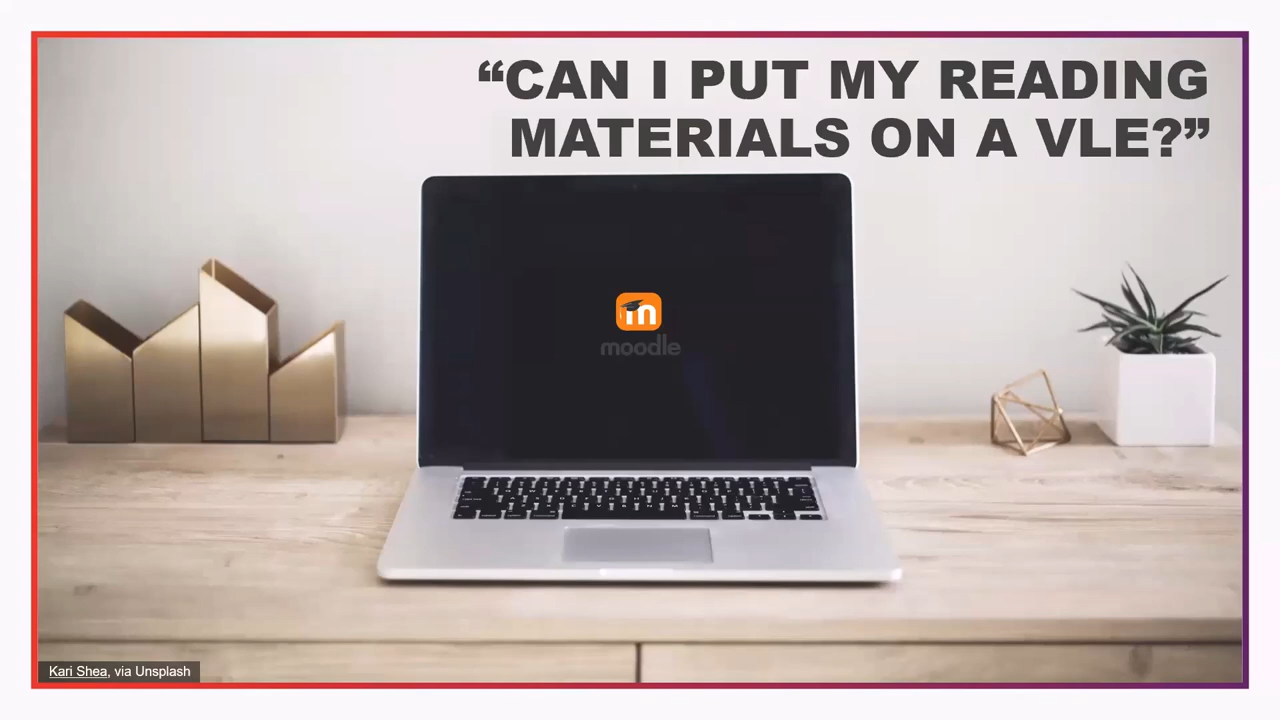 “CAN I PUT MY READING
MATERIALS ON A VLE?”
moodle
Kari Shea, via Unsplash